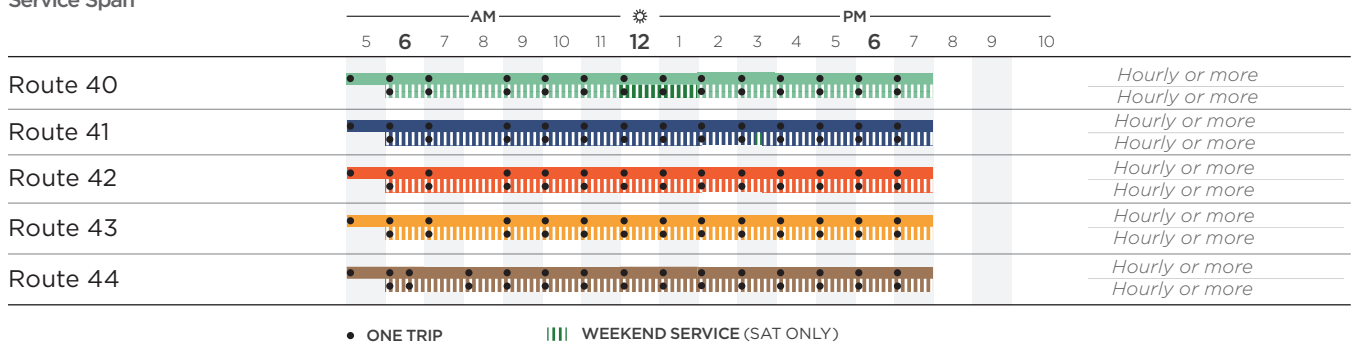 Service Span
AM PM
5 6 7 8 9 10 11 12 1 2 3 4 5 6 7 8 9 10
Route 40 Hourly or more
Hourly or more
Route 41 Hourly or more
Hourly or more
Route 42 Hourly or more
Hourly or more
Route 43 Hourly or more
Hourly or more
Route 44 Hourly or more
Hourly or more
ONE TRIP WEEKEND SERVICE (SAT ONLY)